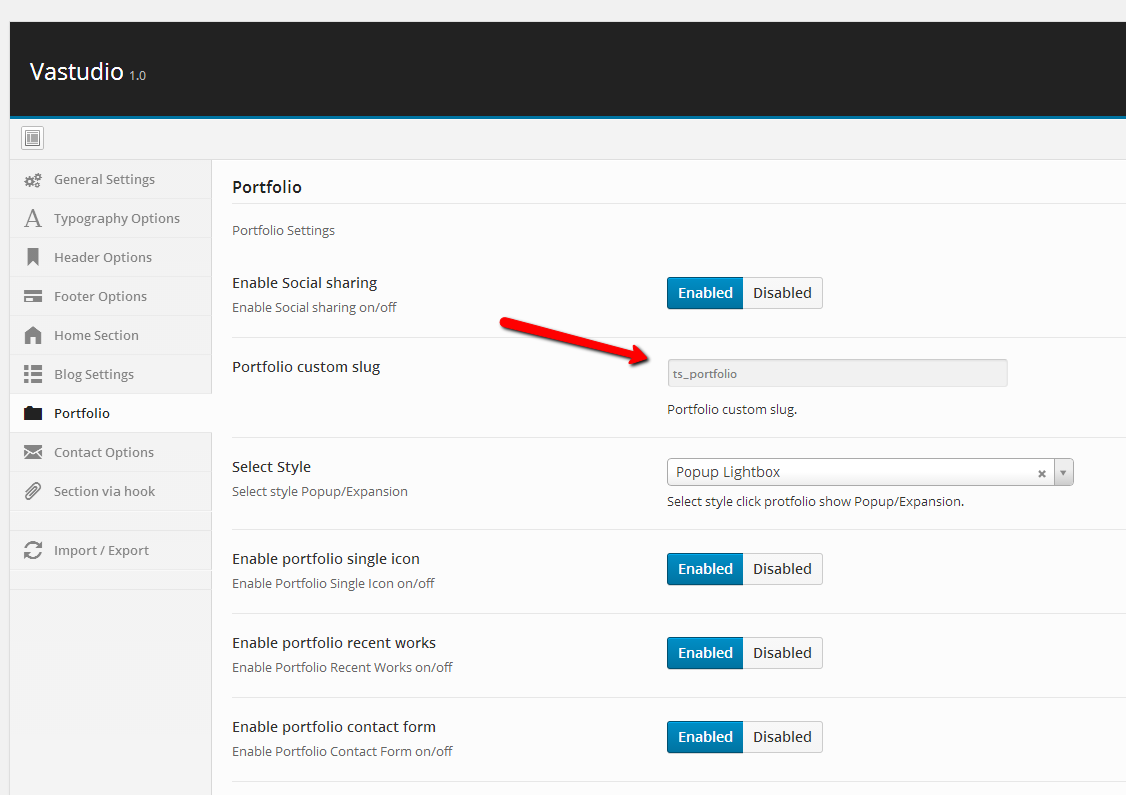 Vastudio 1.0
General Settings
Typography Options
Header Options
Footer Options
Home Section
Blog Settings
Portfolio
Contact Options
Section via hook
Import / Export
Portfolio
Portfolio Settings
Enable Social sharing
Enable Social sharing on/off
Enabled Disabled
Portfolio custom slug
ts_portfolio
Portfolio custom slug.
Select Style
Select style Popup/Expansion
Popup Lightbox
Select style click protfolio show Popup/Expansion.
Enable portfolio single icon
Enable Portfolio Single Icon on/off
Enabled Disabled
Enable portfolio recent works
Enable Portfolio Recent Works on/off
Enabled Disabled
Enable portfolio contact form
Enable Portfolio Contact Form on/off
Enabled Disabled